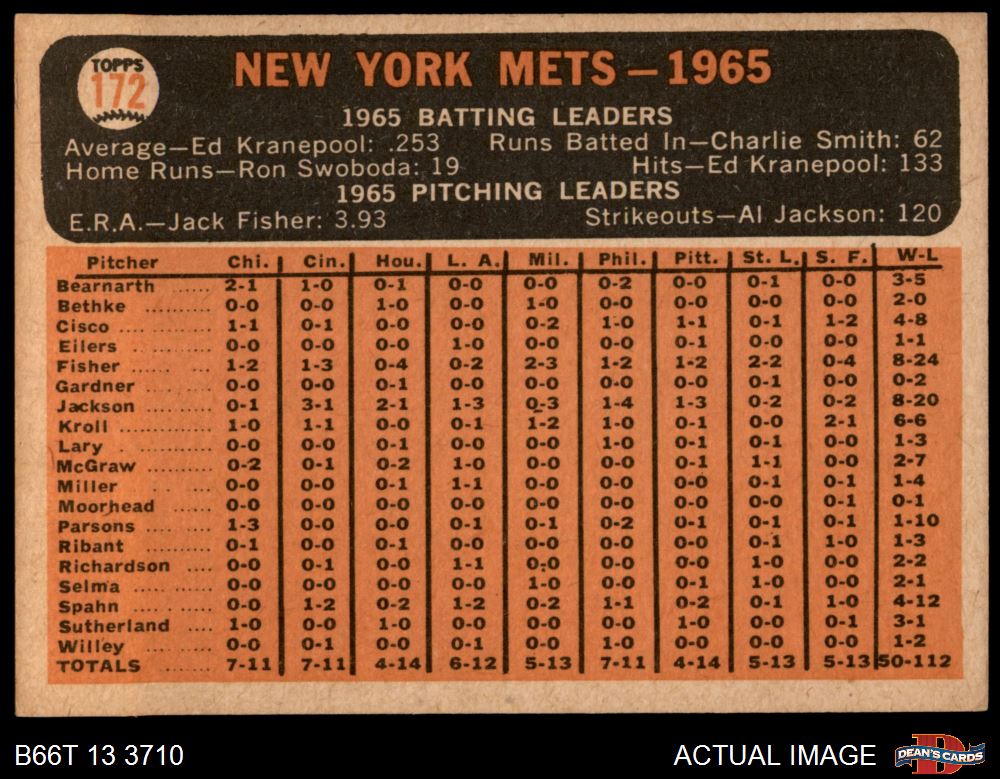 TOPPS
172
NEW YORK METS — 1965
1965 BATTING LEADERS
Average—Ed Kranepool: .253 Runs Batted In—Charlie Smith: 62
Home Runs—Ron Swoboda: 19 Hits—Ed Kranepool: 133
1965 PITCHING LEADERS
E.R.A.—Jack Fisher: 3.93 Strikeouts—Al Jackson: 120
Pitcher Chi. Cin. Hou. L. A. Mil. Phil. Pitt. St. L. S. F. W-L
Bearnarth ...... 2-1 1-0 0-1 0-0 0-0 0-2 0-0 0-1 0-0 3-5
Bethke .......... 0-0 0-0 1-0 0-0 1-0 0-0 0-0 0-0 0-0 2-0
Cisco .... ......... 1-1 0-1 0-0 0-0 0-2 1-0 1-1 0-1 1-2 4-8
Eilers .. .......... 0-0 0-0 0-0 1-0 0-0 0-0 0-1 0-0 0-0 1-1
Fisher ...... ... 1-2 1-3 0-4 0-2 2-3 1-2 1-2 2-2 0-4 8-24
Gardner ... ...... 0-0 0-0 0-1 0-0 0-0 0-0 0-0 0-1 0-0 0-2
Jackson .......... 0-1 3-1 2-1 1-3 0-3 1-4 1-3 0-2 0-2 8-20
Kroll ... .......... 1-0 1-1 0-0 0-1 1-2 1-0 0-1 0-0 2-1 6-6
Lary . ............ 0-0 0-0 0-1 0-0 0-0 1-0 0-1 0-1 0-0 1-3
McGraw .......... 0-2 0-1 0-2 1-0 0-0 0-0 0-1 1-1 0-0 2-7
Miller .. .. ..... 0-0 0-0 0-1 1-1 0-0 0-0 0-1 0-0 0-1 1-4
Moorhead ........ 0-0 0-0 0-0 0-0 0-0 0-0 0-0 0-0 0-1 0-1
Parsons .... .... 1-3 0-0 0-0 0-1 0-1 0-2 0-1 0-1 0-1 1-10
Ribant .......... 0-1 0-0 0-1 0-0 0-0 0-0 0-0 0-1 1-0 1-3
Richardson .... 0-0 0-1 0-0 1-1 0-0 0-0 0-0 1-0 0-0 2-2
Selma .... ...... 0-0 0-0 0-0 0-0 1-0 0-0 0-1 1-0 0-0 2-1
Spahn .... . ..... 0-0 1-2 0-2 1-2 0-2 1-1 0-2 0-1 1-0 4-12
Sutherland .... 1-0 0-0 1-0 0-0 0-0 0-0 1-0 0-0 0-1 3-1
Willey ........... 0-0 0-1 0-0 0-1 0-0 1-0 0-0 0-0 0-0 1-2
TOTALS ...... 7-11 7-11 4-14 6-12 5-13 7-11 4-14 5-13 5-13 50-112
B66T 13 3710 ACTUAL IMAGE DEAN'S CARDS